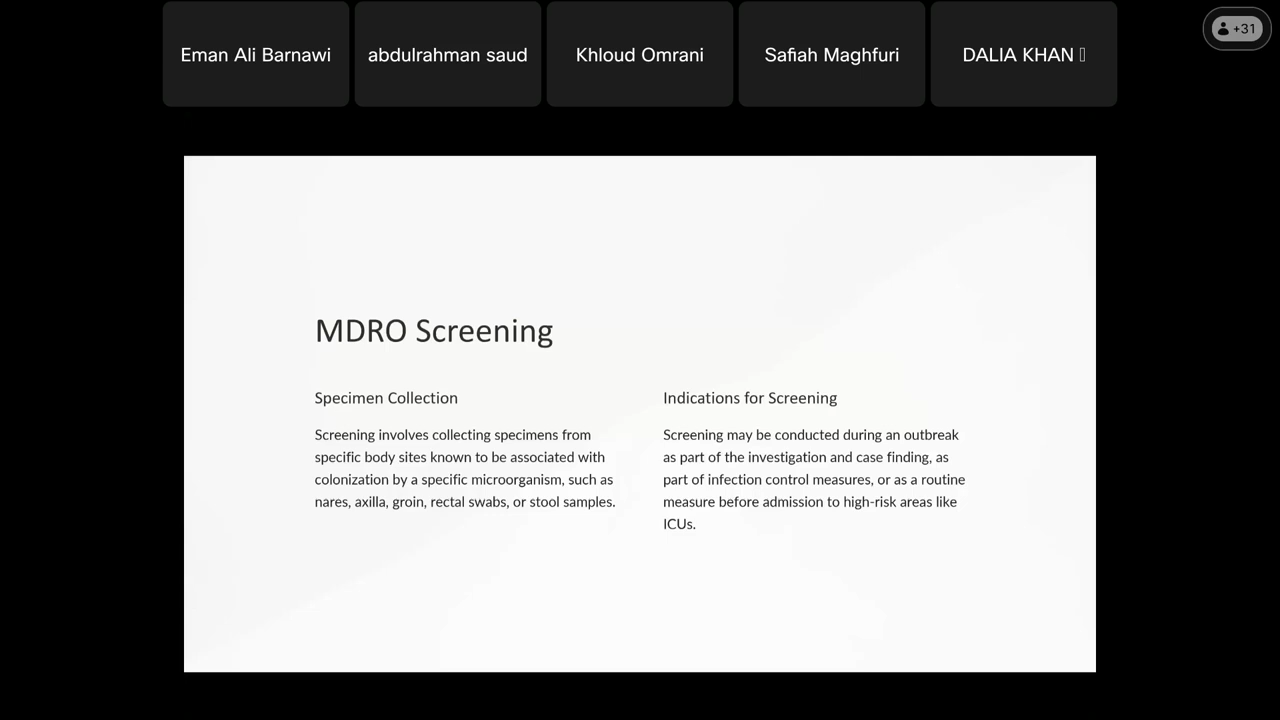 Eman Ali Barnawi
abdulrahman saud
Khloud Omrani
Safiah Maghfuri
DALIA KHAN
+31
MDRO Screening
Specimen Collection
Screening involves collecting specimens from
specific body sites known to be associated with
colonization by a specific microorganism, such as
nares, axilla, groin, rectal swabs, or stool samples.
Indications for Screening
Screening may be conducted during an outbreak
as part of the investigation and case finding, as
part of infection control measures, or as a routine
measure before admission to high-risk areas like
ICUs.